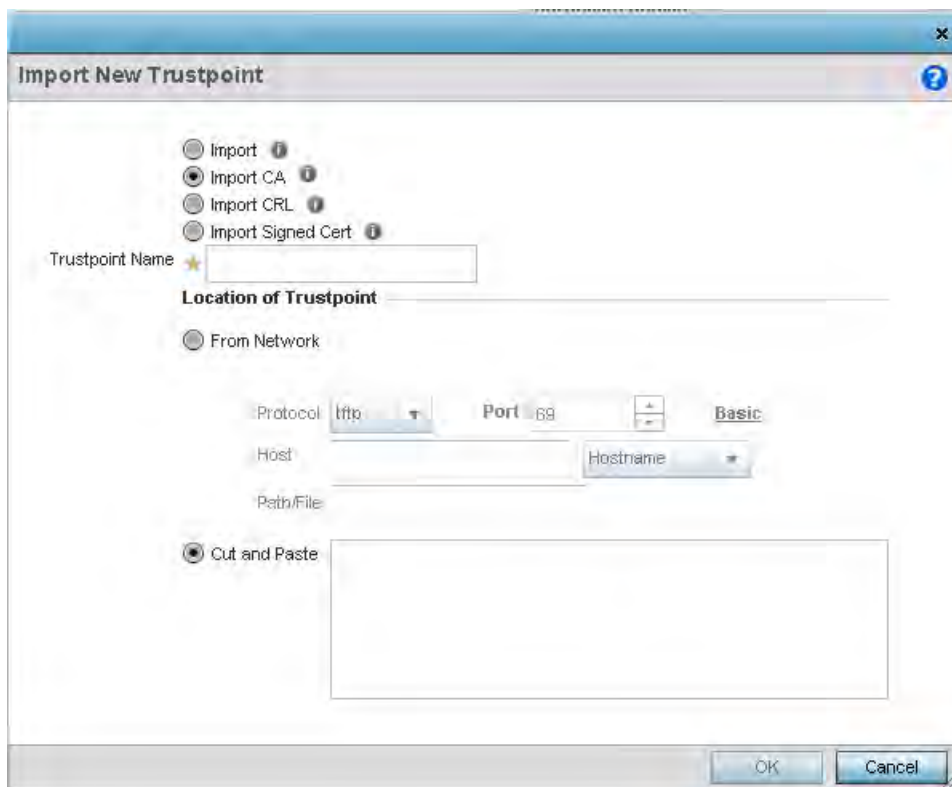 Import New Trustpoint
Import
Import CA
Import CRL
Import Signed Cert
Trustpoint Name
Location of Trustpoint
From Network
Protocol tftp Port 69 Basic
Host Hostname
Path/File
Cut and Paste
OK Cancel